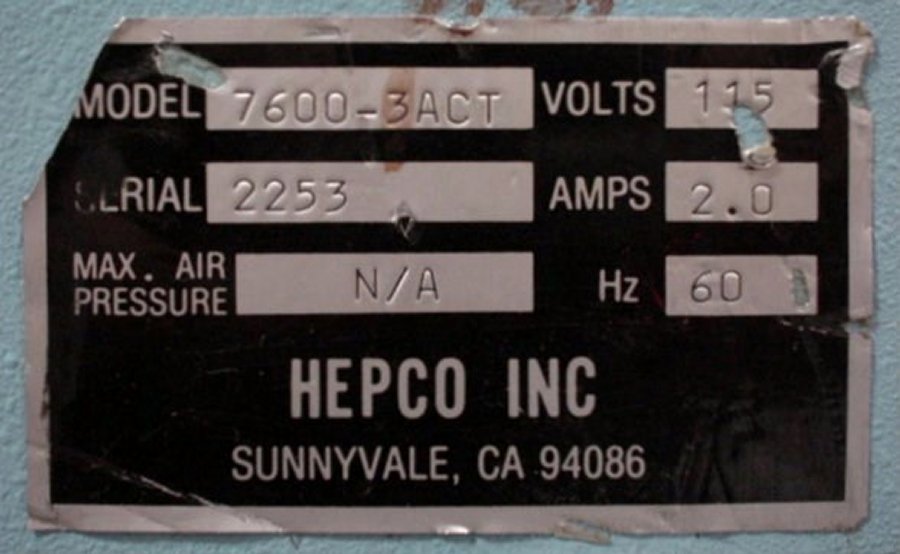 MODEL 7600-3ACT VOLTS 115
SERIAL 2253 AMPS 2.0
MAX. AIR PRESSURE N/A Hz 60
HEPCO INC
SUNNYVALE, CA 94086